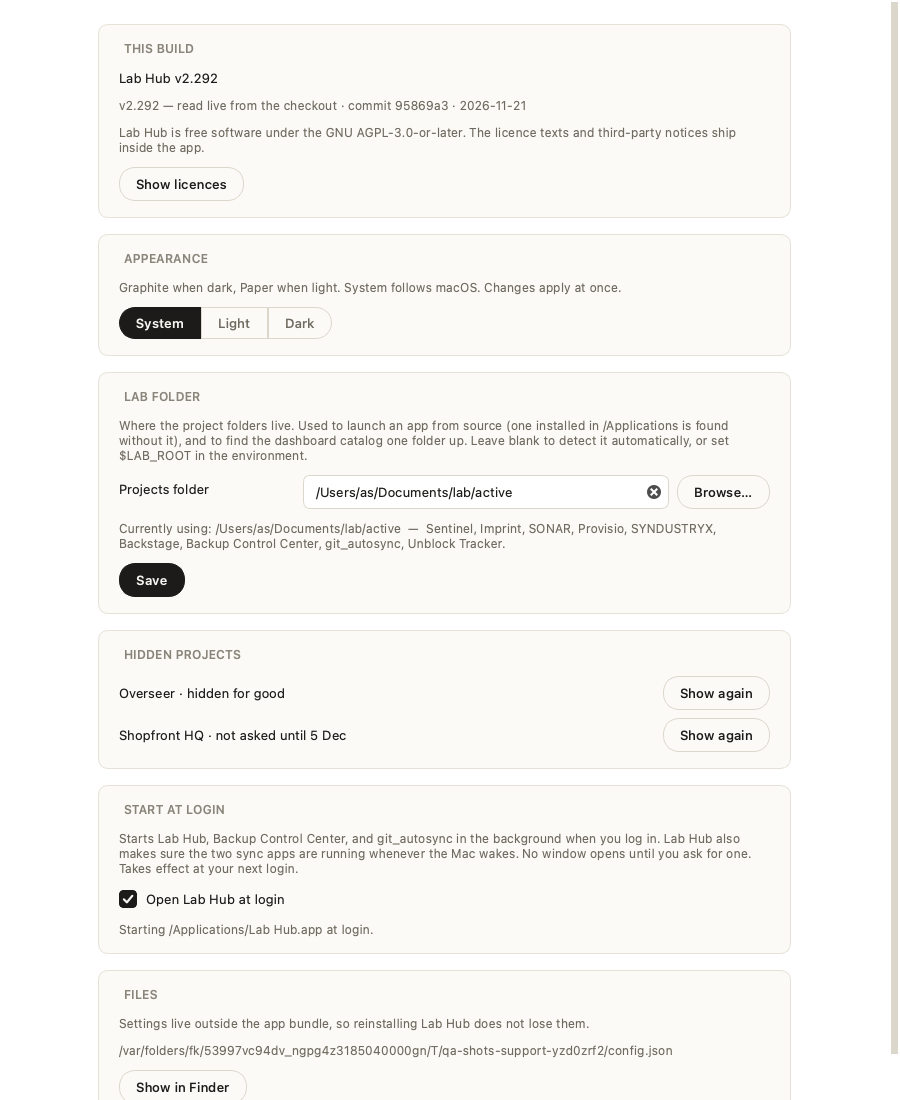 THIS BUILD
Lab Hub v2.292
v2.292 — read live from the checkout · commit 95869a3 · 2026-11-21
Lab Hub is free software under the GNU AGPL-3.0-or-later. The licence texts and third-party notices ship
inside the app.
Show licences
APPEARANCE
Graphite when dark, Paper when light. System follows macOS. Changes apply at once.
System Light Dark
LAB FOLDER
Where the project folders live. Used to launch an app from source (one installed in /Applications is found
without it), and to find the dashboard catalog one folder up. Leave blank to detect it automatically, or set
$LAB_ROOT in the environment.
Projects folder /Users/as/Documents/lab/active Browse...
Currently using: /Users/as/Documents/lab/active — Sentinel, Imprint, SONAR, Provisio, SYNDUSTRYX,
Backstage, Backup Control Center, git_autosync, Unblock Tracker.
Save
HIDDEN PROJECTS
Overseer · hidden for good Show again
Shopfront HQ · not asked until 5 Dec Show again
START AT LOGIN
Starts Lab Hub, Backup Control Center, and git_autosync in the background when you log in. Lab Hub also
makes sure the two sync apps are running whenever the Mac wakes. No window opens until you ask for one.
Takes effect at your next login.
Open Lab Hub at login
Starting /Applications/Lab Hub.app at login.
FILES
Settings live outside the app bundle, so reinstalling Lab Hub does not lose them.
/var/folders/fk/53997vc94dv_ngpg4z3185040000gn/T/qa-shots-support-yzd0zrf2/config.json
Show in Finder